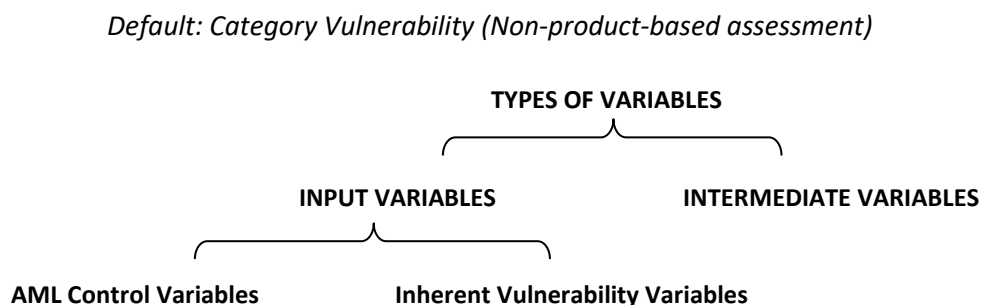 Default: Category Vulnerability (Non-product-based assessment)
TYPES OF VARIABLES
INPUT VARIABLES INTERMEDIATE VARIABLES
AML Control Variables Inherent Vulnerability Variables